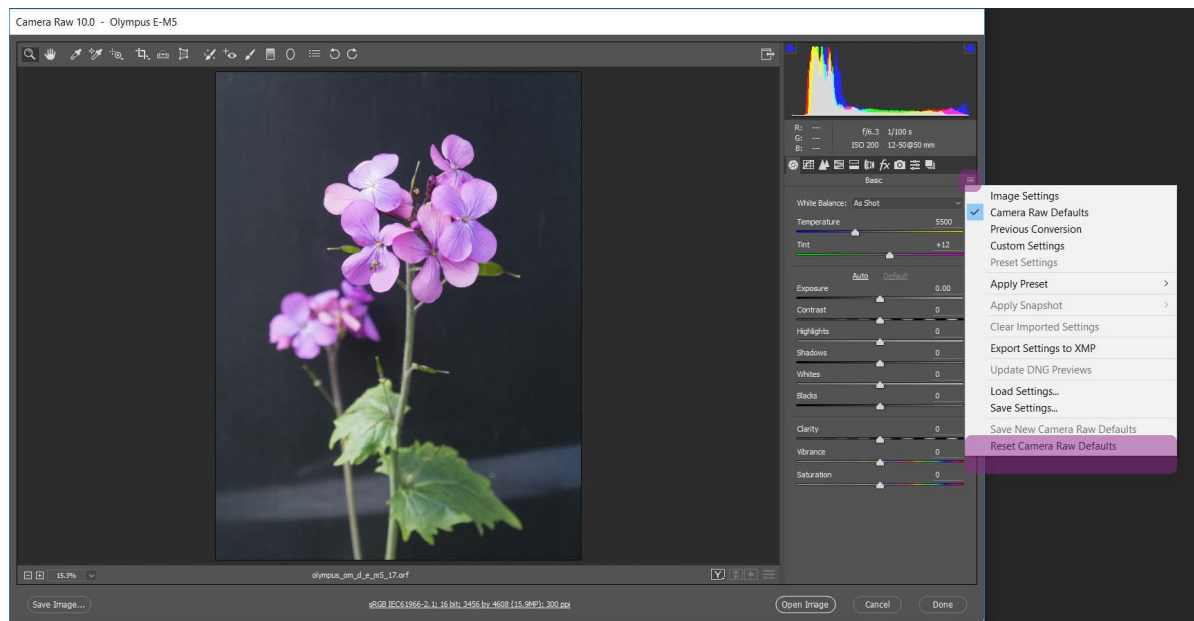 Camera Raw 10.0 - Olympus E-M5
R: ---
G: ---
B: ---
f/6.3 1/100 s
ISO 200 12-50@50 mm
fx
Basic
White Balance: As Shot
Temperature 5500
Tint +12
Auto Default
Exposure 0.00
Contrast 0
Highlights 0
Shadows 0
Whites 0
Blacks 0
Clarity 0
Vibrance 0
Saturation 0
Image Settings
Camera Raw Defaults
Previous Conversion
Custom Settings
Preset Settings
Apply Preset
Apply Snapshot
Clear Imported Settings
Export Settings to XMP
Update DNG Previews
Load Settings...
Save Settings...
Save New Camera Raw Defaults
Reset Camera Raw Defaults
15.3%
olympus_om_d_e_m5_17.orf
Y
Save Image...
sRGB IEC61966-2.1; 16 bit; 3456 by 4608 (15.9MP); 300 ppi
Open Image
Cancel
Done